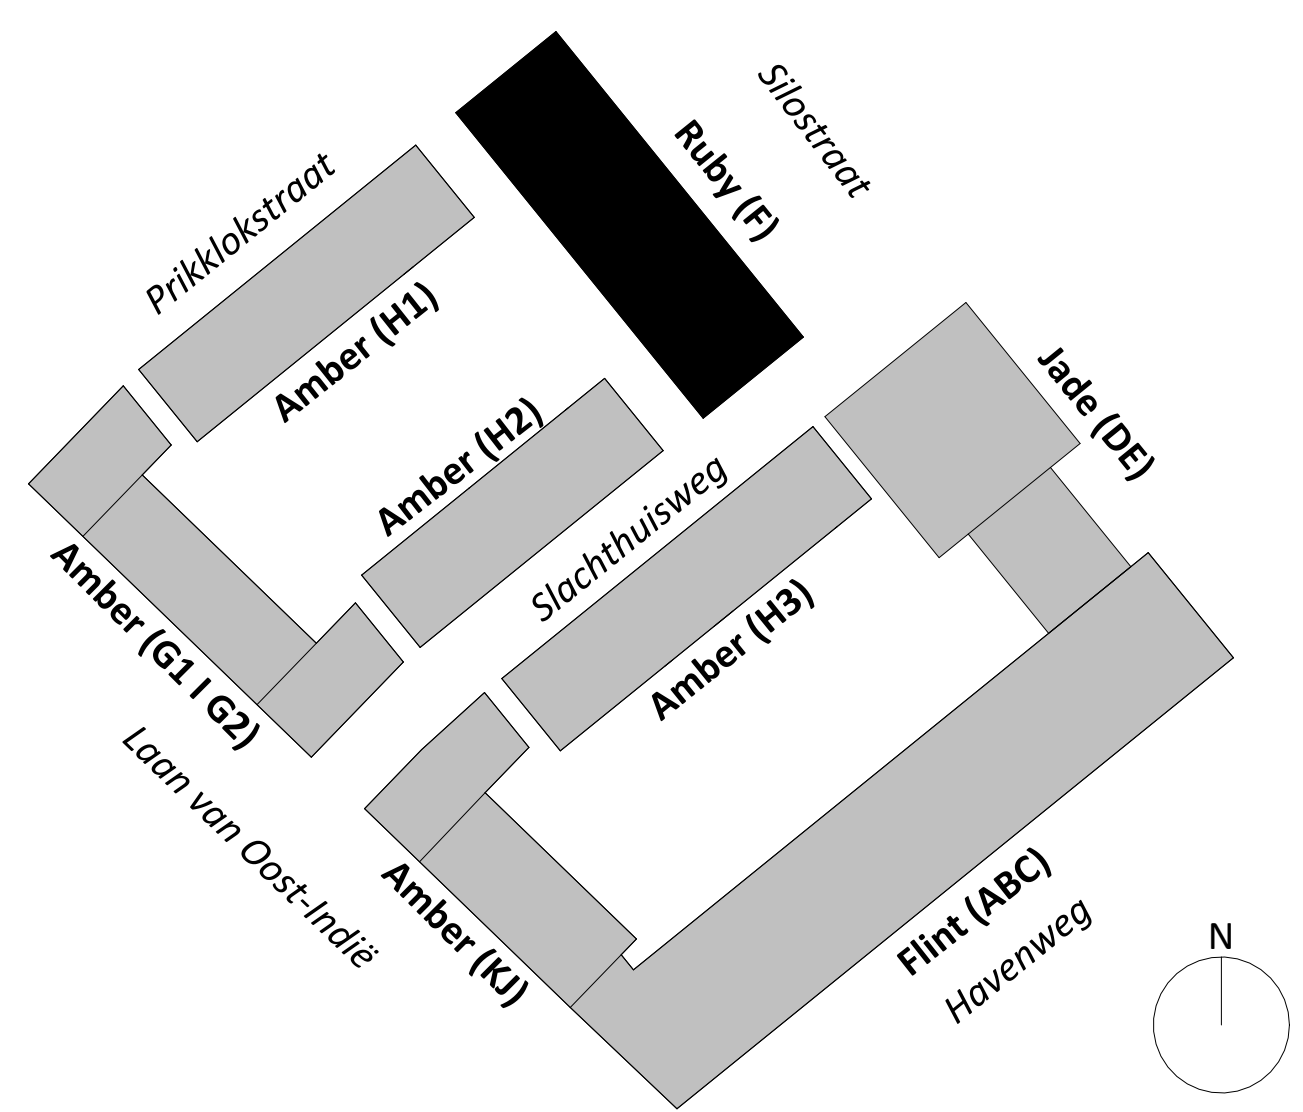 Silostraat
Ruby (F)
Prikklokstraat
Amber (H1)
Jade (DE)
Amber (H2)
Slachthuisweg
Amber (G1 I G2)
Amber (H3)
Laan van Oost-Indië
Amber (KJ)
Flint (ABC)
Havenweg
N